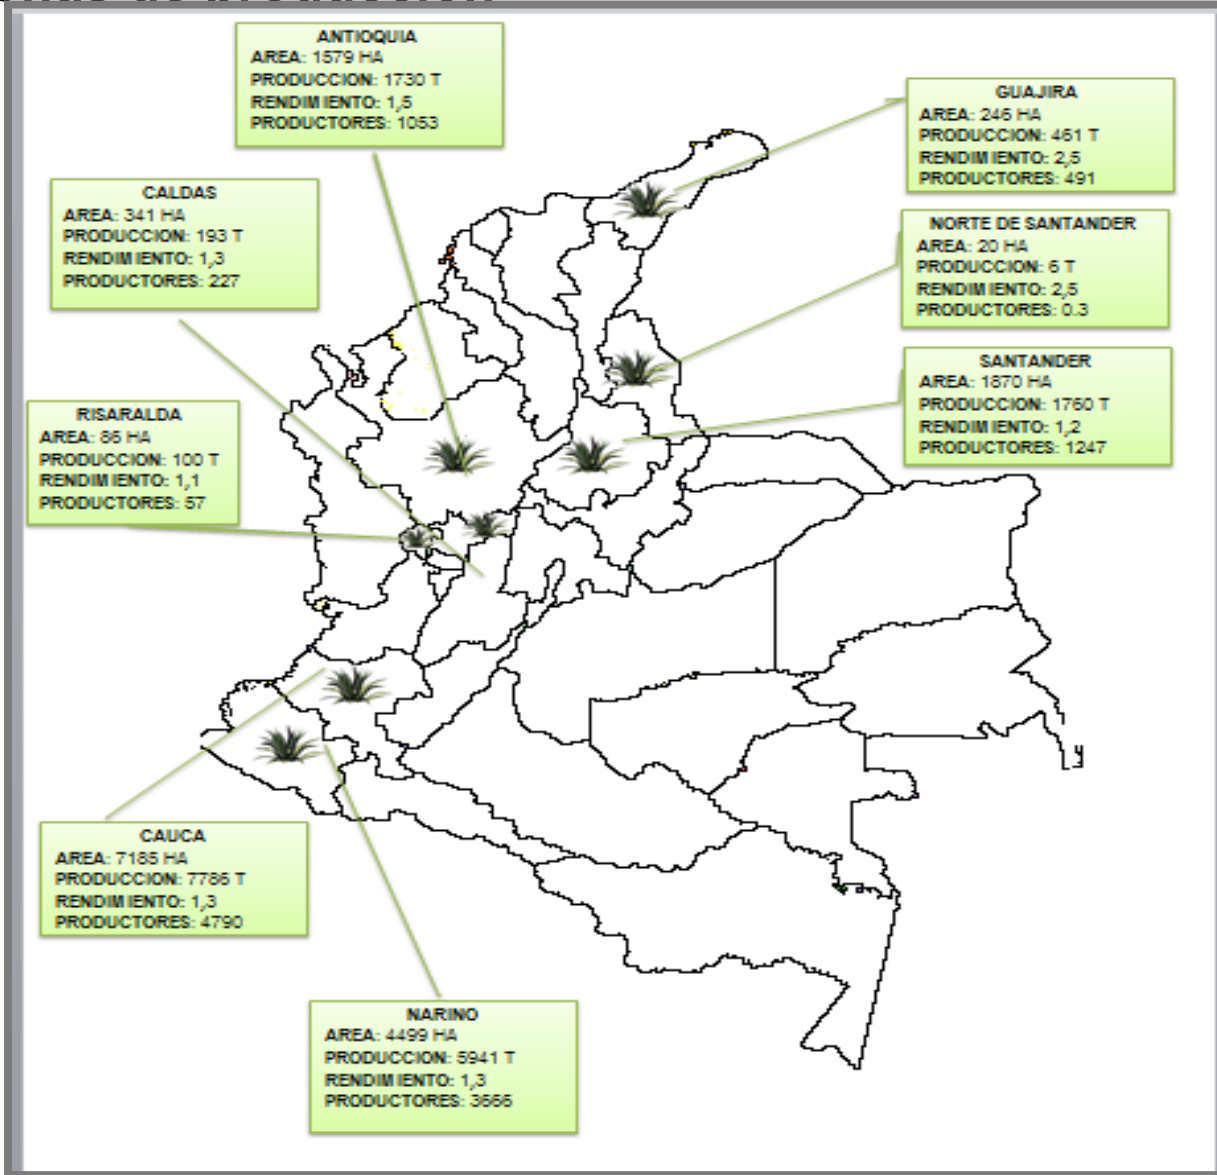 ANTIOQUIA
AREA: 1579 HA
PRODUCCION: 1730 T
RENDIMIENTO: 1,5
PRODUCTORES: 1053
GUAJIRA
AREA: 246 HA
PRODUCCION: 461 T
RENDIMIENTO: 2,5
PRODUCTORES: 491
CALDAS
AREA: 341 HA
PRODUCCION: 193 T
RENDIMIENTO: 1,3
PRODUCTORES: 227
NORTE DE SANTANDER
AREA: 20 HA
PRODUCCION: 6 T
RENDIMIENTO: 2,5
PRODUCTORES: 0.3
SANTANDER
AREA: 1870 HA
PRODUCCION: 1760 T
RENDIMIENTO: 1,2
PRODUCTORES: 1247
RISARALDA
AREA: 86 HA
PRODUCCION: 100 T
RENDIMIENTO: 1,1
PRODUCTORES: 57
CAUCA
AREA: 7185 HA
PRODUCCION: 7786 T
RENDIMIENTO: 1,3
PRODUCTORES: 4790
NARINO
AREA: 4499 HA
PRODUCCION: 5941 T
RENDIMIENTO: 1,3
PRODUCTORES: 3666